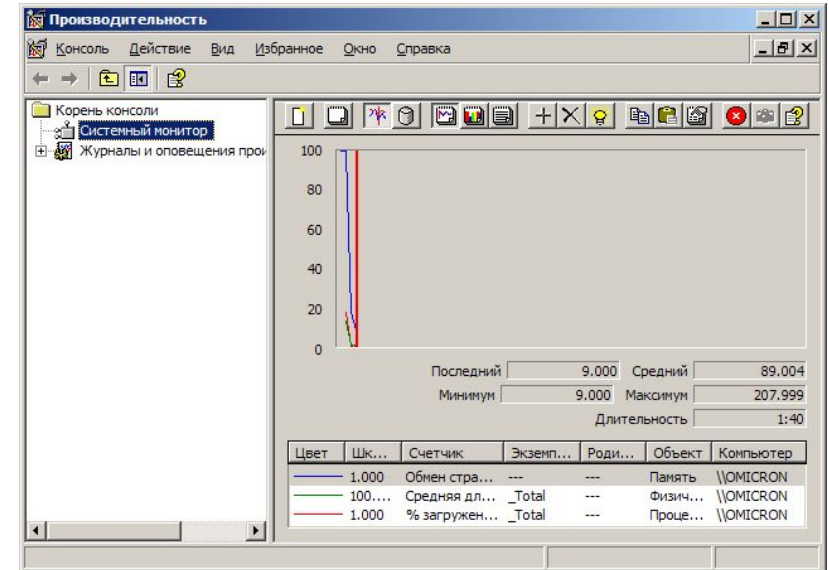 Производительность
Консоль Действие Вид Избранное Окно Справка
Корень консоли
Системный монитор
Журналы и оповещения прои
100
80
60
40
20
0
Последний 9.000 Средний 89.004
Минимум 9.000 Максимум 207.999
Длительность 1:40
Цвет Шк... Счетчик Экземп... Роди... Объект Компьютер
1.000 Обмен стра... --- --- Память \\OMICRON
100.... Средняя дл... _Total --- Физич... \\OMICRON
1.000 % загружен... _Total --- Проце... \\OMICRON